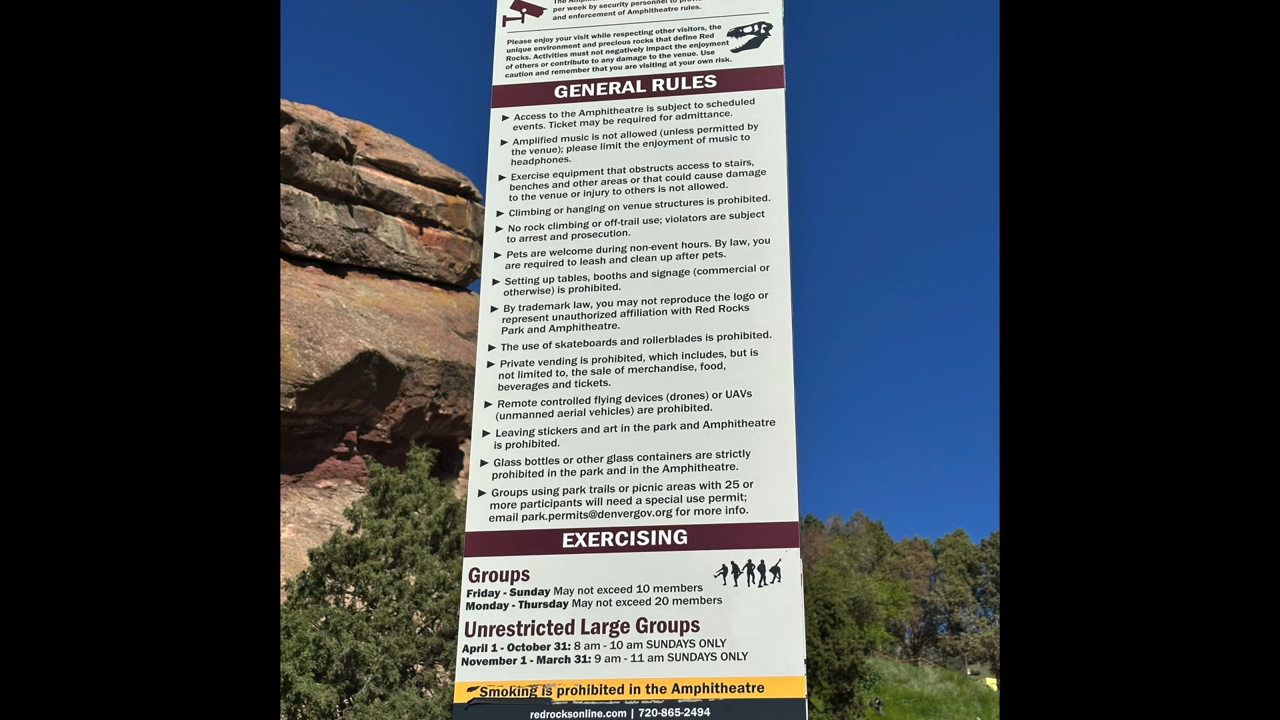 The Amph
per week by security personnel to prov
and enforcement of Amphitheatre rules.
Please enjoy your visit while respecting other visitors, the
unique environment and precious rocks that define Red
Rocks. Activities must not negatively impact the enjoyment
of others or contribute to any damage to the venue. Use
caution and remember that you are visiting at your own risk.
GENERAL RULES
► Access to the Amphitheatre is subject to scheduled
events. Ticket may be required for admittance.
► Amplified music is not allowed (unless permitted by
the venue); please limit the enjoyment of music to
headphones.
► Exercise equipment that obstructs access to stairs,
benches and other areas or that could cause damage
to the venue or injury to others is not allowed.
► Climbing or hanging on venue structures is prohibited.
► No rock climbing or off-trail use; violators are subject
to arrest and prosecution.
► Pets are welcome during non-event hours. By law, you
are required to leash and clean up after pets.
► Setting up tables, booths and signage (commercial or
otherwise) is prohibited.
► By trademark law, you may not reproduce the logo or
represent unauthorized affiliation with Red Rocks
Park and Amphitheatre.
► The use of skateboards and rollerblades is prohibited.
► Private vending is prohibited, which includes, but is
not limited to, the sale of merchandise, food,
beverages and tickets.
► Remote controlled flying devices (drones) or UAVs
(unmanned aerial vehicles) are prohibited.
► Leaving stickers and art in the park and Amphitheatre
is prohibited.
► Glass bottles or other glass containers are strictly
prohibited in the park and in the Amphitheatre.
► Groups using park trails or picnic areas with 25 or
more participants will need a special use permit;
email park.permits@denvergov.org for more info.
EXERCISING
Groups
Friday - Sunday May not exceed 10 members
Monday - Thursday May not exceed 20 members
Unrestricted Large Groups
April 1 - October 31: 8 am - 10 am SUNDAYS ONLY
November 1 - March 31: 9 am - 11 am SUNDAYS ONLY
Smoking is prohibited in the Amphitheatre
redrocksonline.com | 720-865-2494